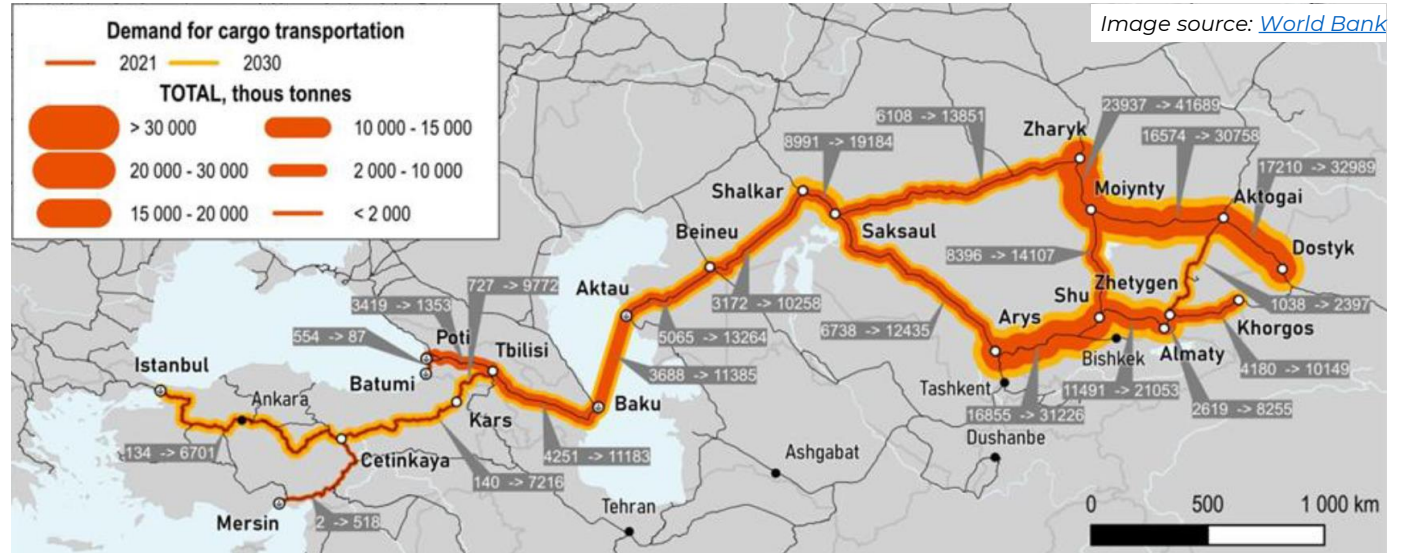 Image source: World Bank
Demand for cargo transportation
2021 2030
TOTAL, thous tonnes
> 30 000 10 000 - 15 000
20 000 - 30 000 2 000 - 10 000
15 000 - 20 000 < 2 000
23937 -> 41689
6108 -> 13851
Zharyk
16574 -> 30758
8991 -> 19184
17210 -> 32989
Shalkar
Moiynty
Aktogai
Beineu
Saksaul
Dostyk
8396 -> 14107
Zhetygen
727 -> 9772
Aktau
3172 -> 10258
Shu
1038 -> 2397
3419 -> 1353
Arys
Khorgos
554 -> 87
Poti
5065 -> 13264
6738 -> 12435
Tbilisi
Bishkek
Almaty
Istanbul
Batumi
3688 -> 11385
4180 -> 10149
Tashkent
11491 -> 21053
Ankara
Baku
2619 -> 8255
Kars
16855 -> 31226
134 -> 6701
Cetinkaya
4251 -> 11183
Dushanbe
Ashgabat
140 -> 7216
Tehran
Mersin
2 -> 518
0 500 1 000 km